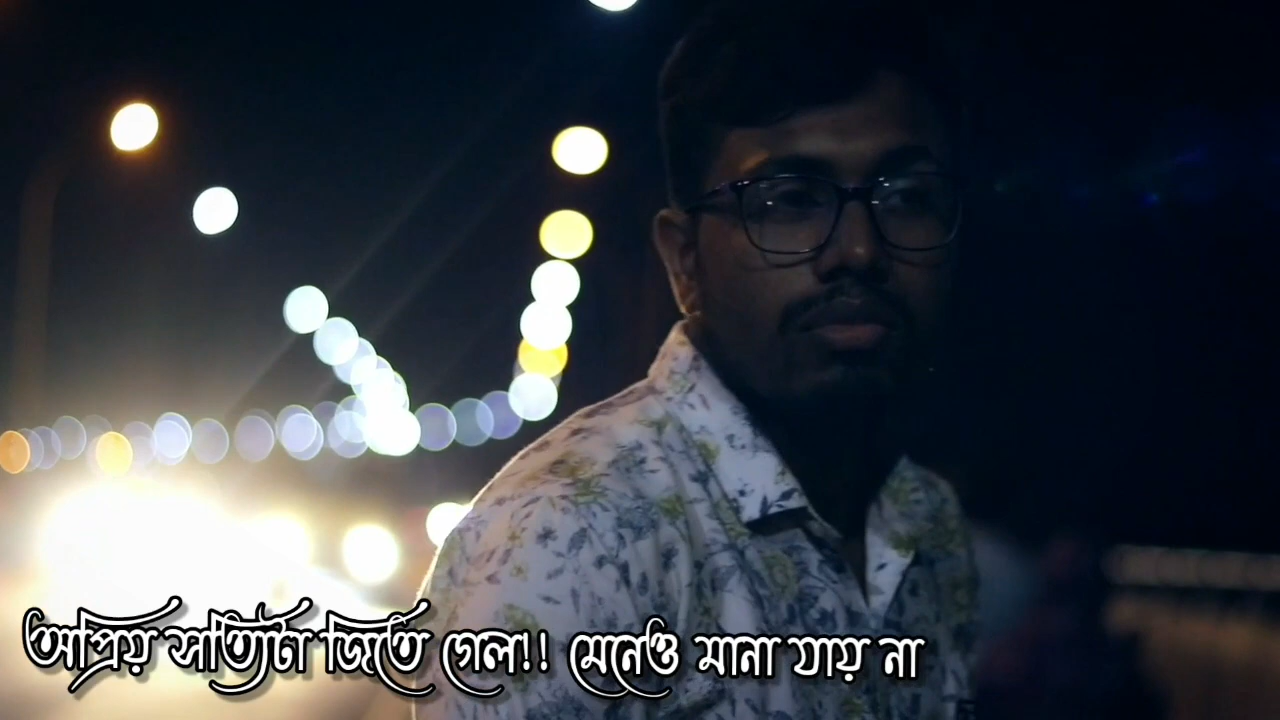 অপ্রিয় সত্যিটা জিতে গেল!! মেনেও মানা যায় না